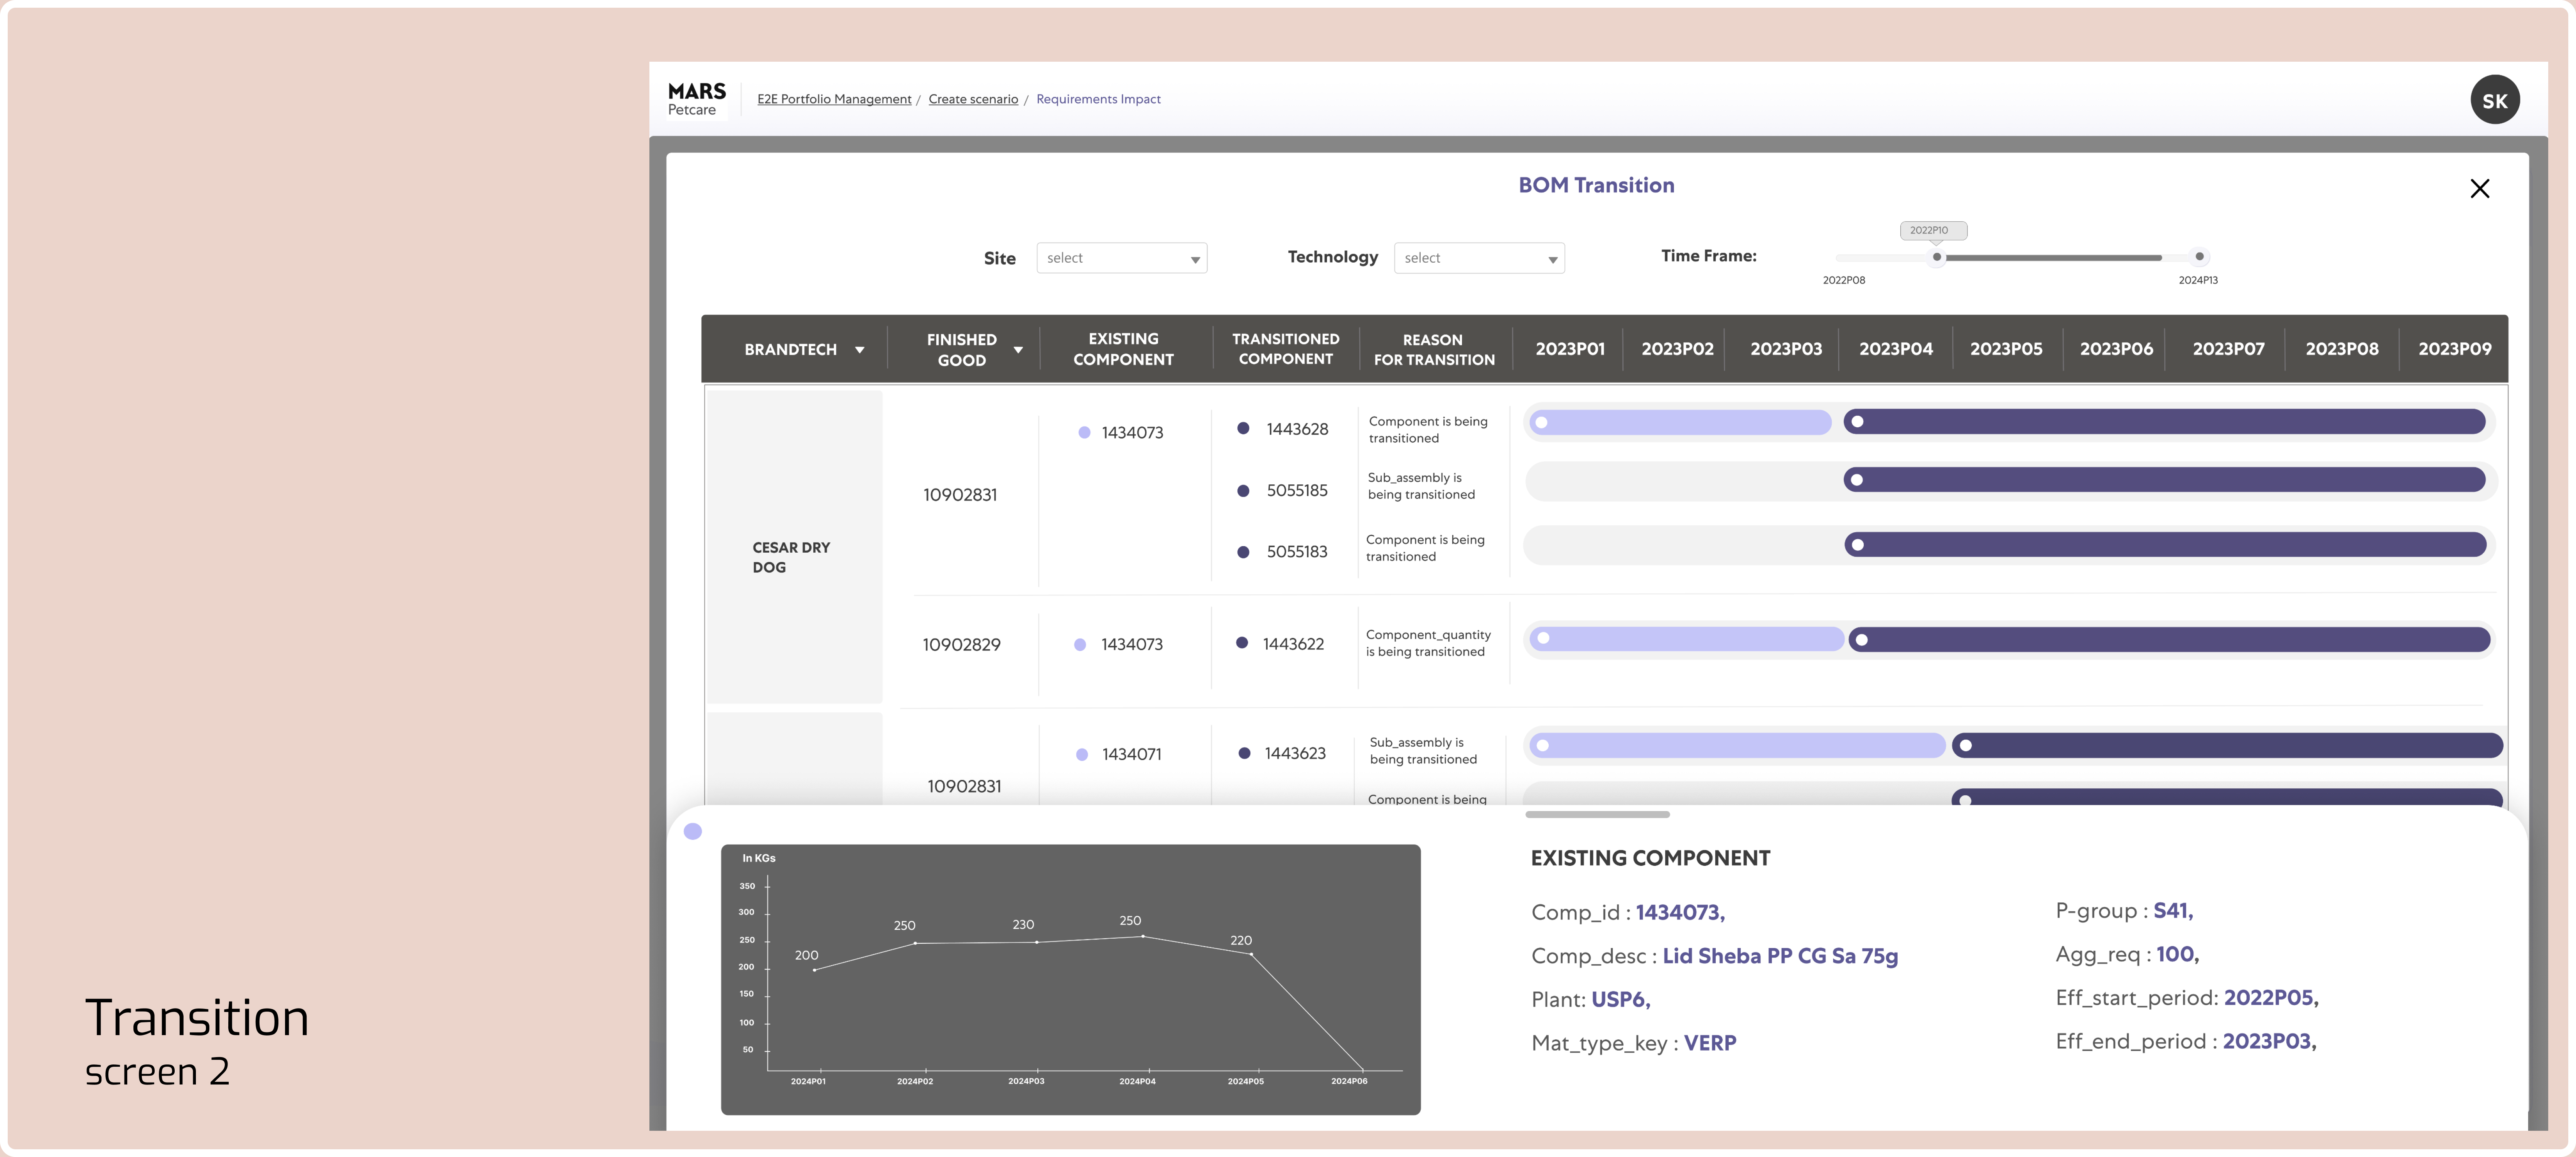 MARS
Petcare
E2E Portfolio Management / Create scenario / Requirements Impact
SK
BOM Transition
Site
select
Technology
select
Time Frame:
2022P10
2022P08
2024P13
BRANDTECH
FINISHED
GOOD
EXISTING
COMPONENT
TRANSITIONED
COMPONENT
REASON
FOR TRANSITION
2023P01
2023P02
2023P03
2023P04
2023P05
2023P06
2023P07
2023P08
2023P09
CESAR DRY
DOG
10902831
1434073
1443628
Component is being
transitioned
5055185
Sub_assembly is
being transitioned
5055183
Component is being
transitioned
10902829
1434073
1443622
Component_quantity
is being transitioned
10902831
1434071
1443623
Sub_assembly is
being transitioned
Component is being
In KGs
350
300
250
200
150
100
50
200
250
230
250
220
2024P01
2024P02
2024P03
2024P04
2024P05
2024P06
EXISTING COMPONENT
Comp_id : 1434073,
Comp_desc : Lid Sheba PP CG Sa 75g
Plant: USP6,
Mat_type_key : VERP
P-group : S41,
Agg_req : 100,
Eff_start_period: 2022P05,
Eff_end_period : 2023P03,
Transition
screen 2